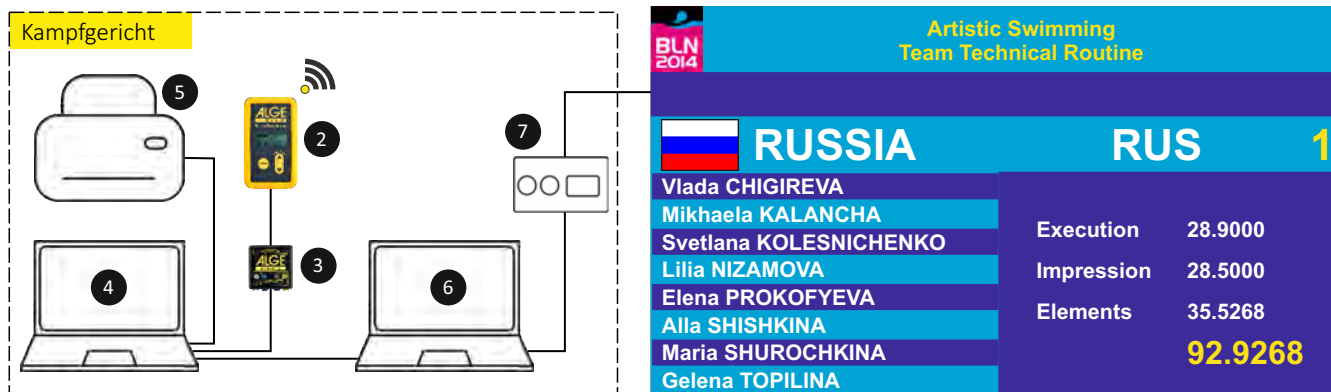 Kampfgericht
5
ALGE
2
7
ALGE
3
4
6
BLN
2014
Artistic Swimming
Team Technical Routine
RUSSIA RUS 1
Vlada CHIGIREVA
Mikhaela KALANCHA
Svetlana KOLESNICHENKO
Lilia NIZAMOVA
Elena PROKOFYEVA
Alla SHISHKINA
Maria SHUROCHKINA
Gelena TOPILINA
Execution 28.9000
Impression 28.5000
Elements 35.5268
92.9268